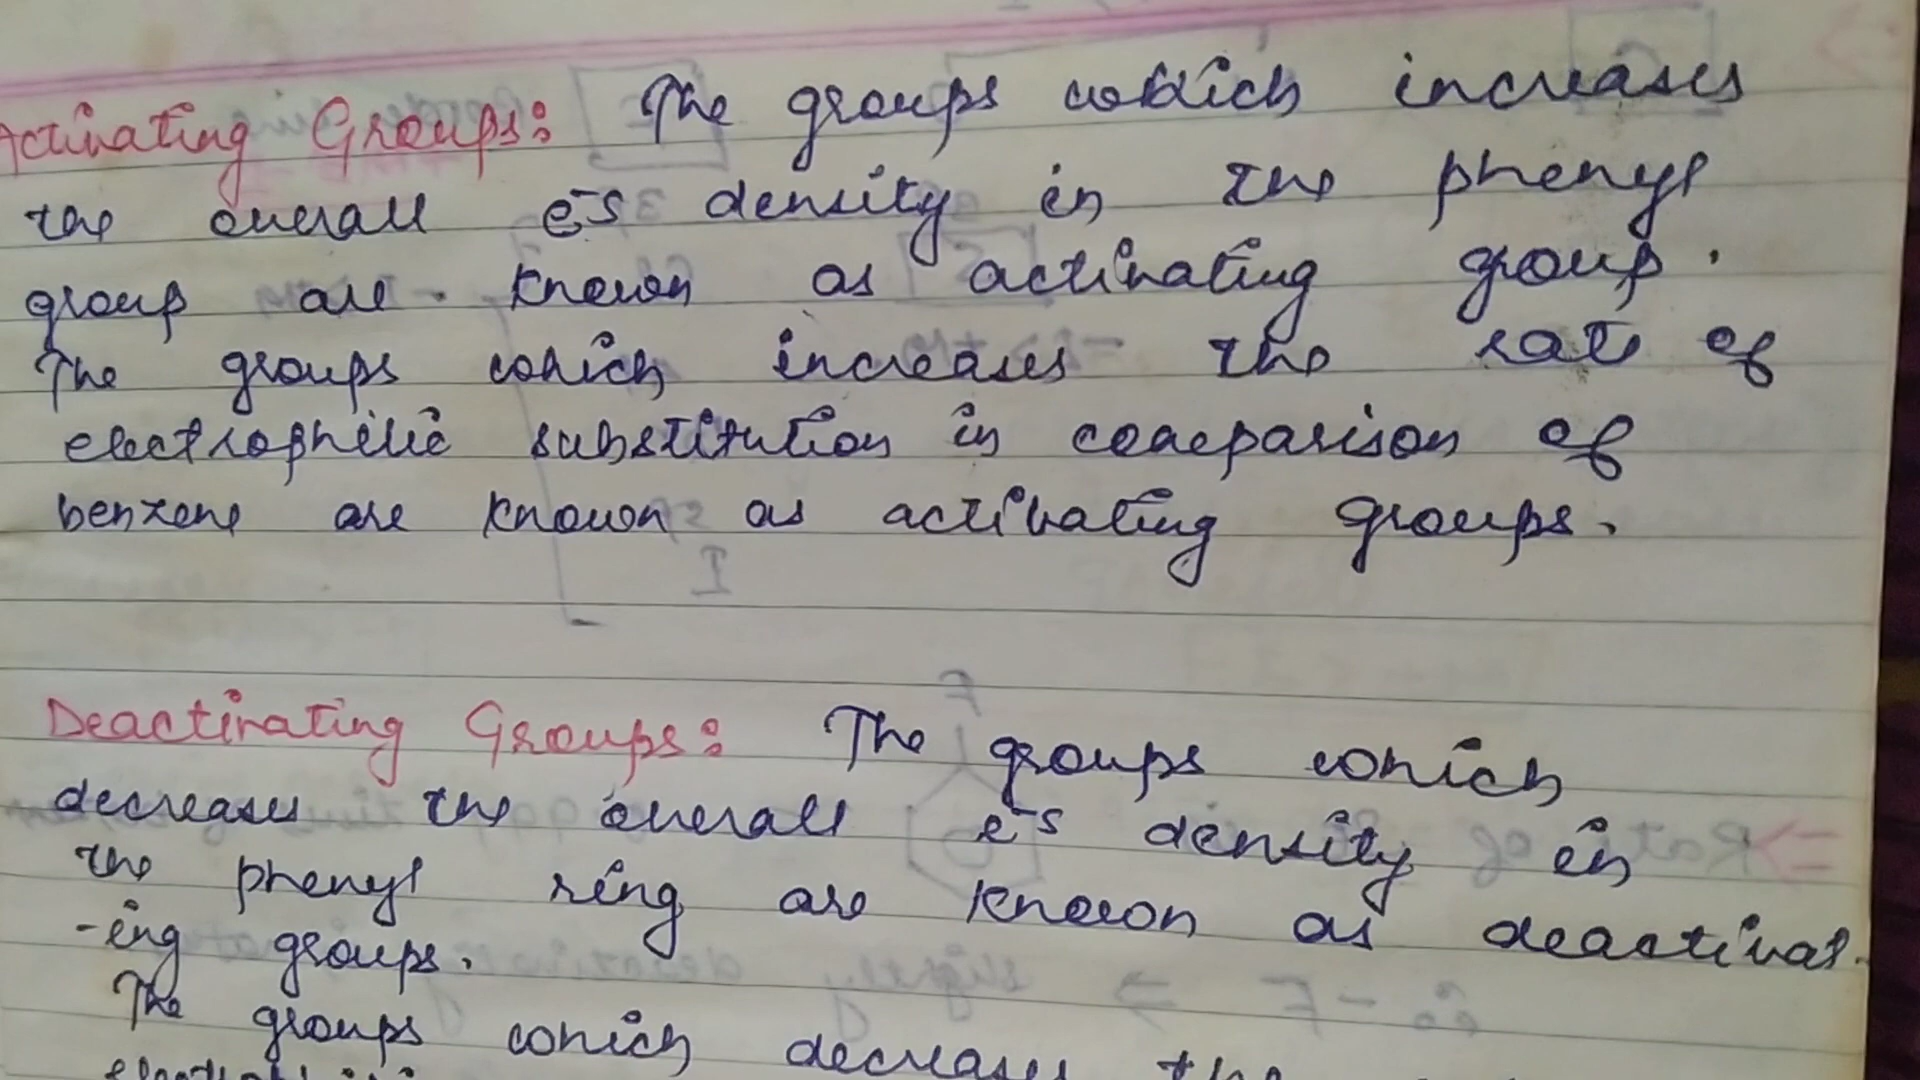 Activating Groups: The groups which increases
the overall e⁻s density in the phenyl
group are known as activating group.
The groups which increases the rate of
electrophilic substitution in comparison of
benzene are known as activating groups.
Deactivating Groups: The groups which
decreases the overall e⁻s density in
the phenyl ring are known as deactivat-
-ing groups.
The groups which decreases the